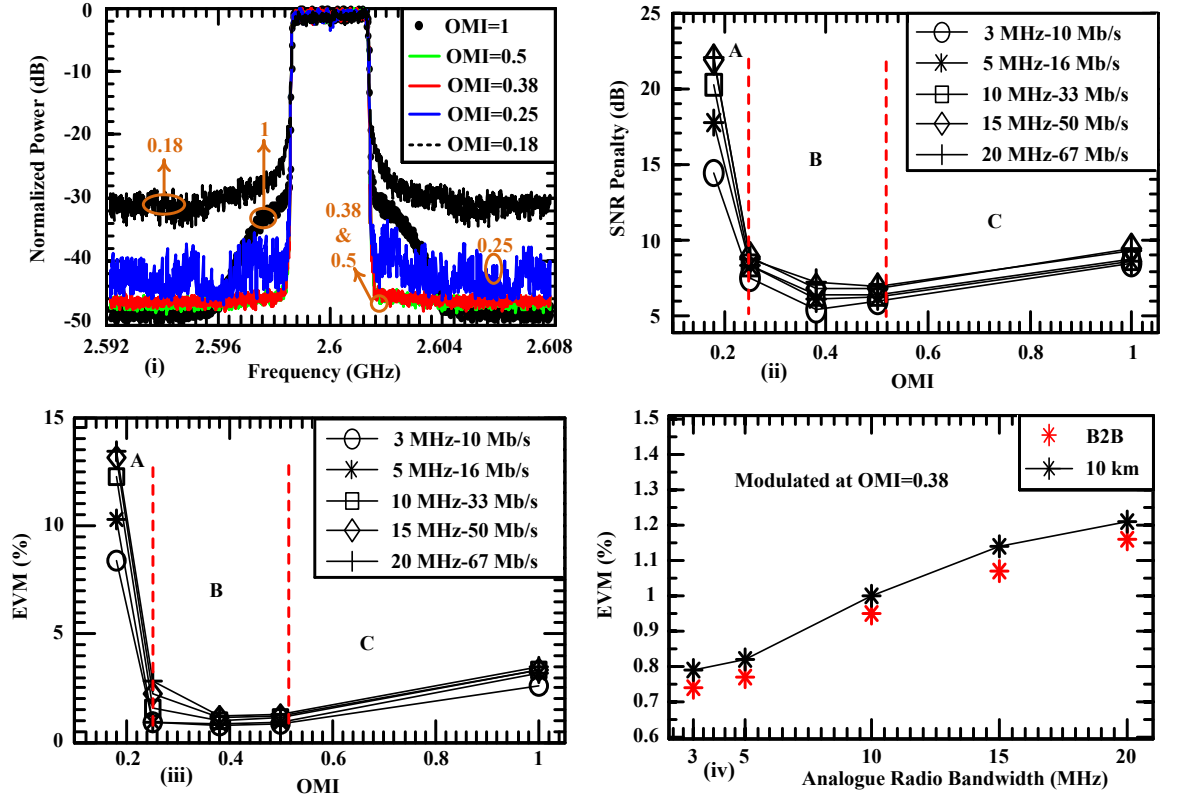 0
-10
-20
-30
-40
-50
Normalized Power (dB)
OMI=1
OMI=0.5
OMI=0.38
OMI=0.25
OMI=0.18
0.18
1
0.38
&
0.5
0.25
2.592
2.596
2.6
2.604
2.608
(i)
Frequency (GHz)
25
20
15
10
5
SNR Penalty (dB)
A
B
C
3 MHz-10 Mb/s
5 MHz-16 Mb/s
10 MHz-33 Mb/s
15 MHz-50 Mb/s
20 MHz-67 Mb/s
0.2
0.4
0.6
0.8
1
(ii)
OMI
15
10
5
0
EVM (%)
A
B
C
3 MHz-10 Mb/s
5 MHz-16 Mb/s
10 MHz-33 Mb/s
15 MHz-50 Mb/s
20 MHz-67 Mb/s
0.2
0.4
0.6
0.8
1
(iii)
OMI
1.5
1.4
1.3
1.2
1.1
1
0.9
0.8
0.7
0.6
EVM (%)
B2B
10 km
Modulated at OMI=0.38
3
5
10
15
20
(iv)
Analogue Radio Bandwidth (MHz)